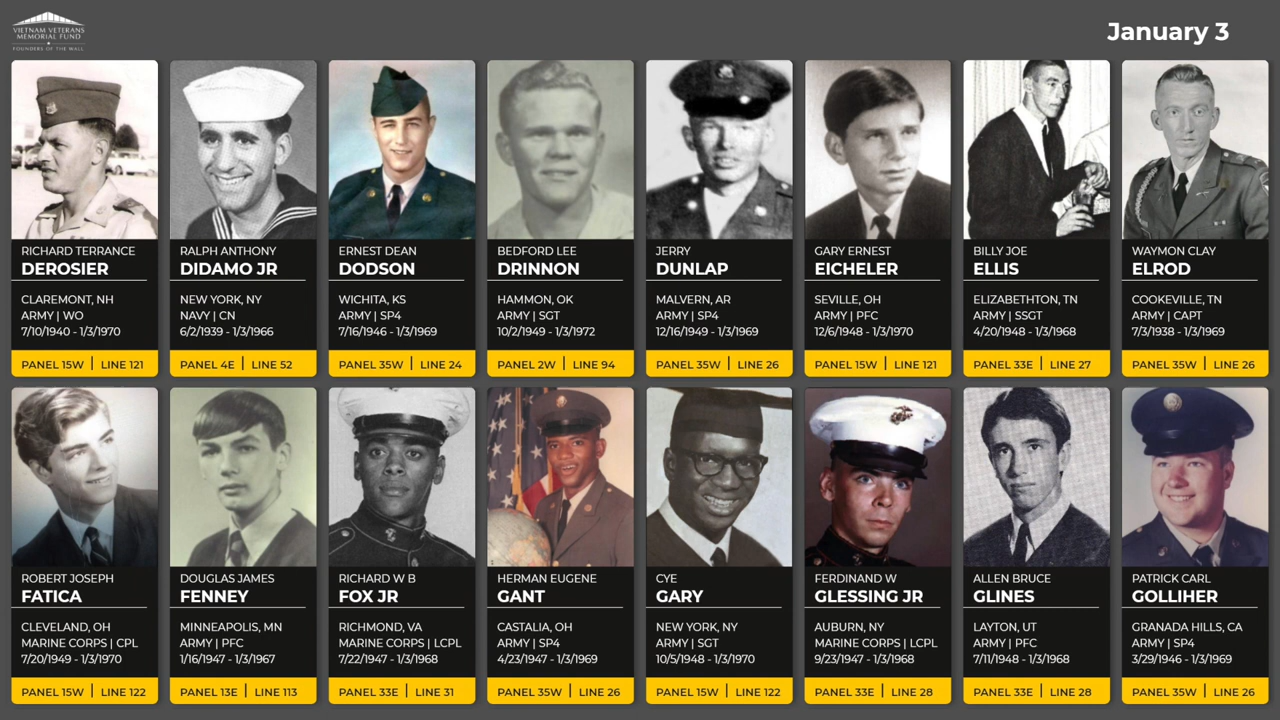 VIETNAM VETERANS
MEMORIAL FUND
FOUNDERS OF THE WALL
January 3
RICHARD TERRANCE
DEROSIER
CLAREMONT, NH
ARMY | WO
7/10/1940 - 1/3/1970
PANEL 15W | LINE 121
RALPH ANTHONY
DIDAMO JR
NEW YORK, NY
NAVY | CN
6/2/1939 - 1/3/1966
PANEL 4E | LINE 52
ERNEST DEAN
DODSON
WICHITA, KS
ARMY | SP4
7/16/1946 - 1/3/1969
PANEL 35W | LINE 24
BEDFORD LEE
DRINNON
HAMMON, OK
ARMY | SGT
10/2/1949 - 1/3/1972
PANEL 2W | LINE 94
JERRY
DUNLAP
MALVERN, AR
ARMY | SP4
12/16/1949 - 1/3/1969
PANEL 35W | LINE 26
GARY ERNEST
EICHELER
SEVILLE, OH
ARMY | PFC
12/6/1948 - 1/3/1970
PANEL 15W | LINE 121
BILLY JOE
ELLIS
ELIZABETHTON, TN
ARMY | SSGT
4/20/1948 - 1/3/1968
PANEL 33E | LINE 27
WAYMON CLAY
ELROD
COOKEVILLE, TN
ARMY | CAPT
7/3/1938 - 1/3/1969
PANEL 35W | LINE 26
ROBERT JOSEPH
FATICA
CLEVELAND, OH
MARINE CORPS | CPL
7/20/1949 - 1/3/1970
PANEL 15W | LINE 122
DOUGLAS JAMES
FENNEY
MINNEAPOLIS, MN
ARMY | PFC
1/16/1947 - 1/3/1967
PANEL 13E | LINE 113
RICHARD W B
FOX JR
RICHMOND, VA
MARINE CORPS | LCPL
7/22/1947 - 1/3/1968
PANEL 33E | LINE 31
HERMAN EUGENE
GANT
CASTALIA, OH
ARMY | SP4
4/23/1947 - 1/3/1969
PANEL 35W | LINE 26
CYE
GARY
NEW YORK, NY
ARMY | SGT
10/5/1948 - 1/3/1970
PANEL 15W | LINE 122
FERDINAND W
GLESSING JR
AUBURN, NY
MARINE CORPS | LCPL
9/23/1947 - 1/3/1968
PANEL 33E | LINE 28
ALLEN BRUCE
GLINES
LAYTON, UT
ARMY | PFC
7/11/1948 - 1/3/1968
PANEL 33E | LINE 28
PATRICK CARL
GOLLIHER
GRANADA HILLS, CA
ARMY | SP4
3/29/1946 - 1/3/1969
PANEL 35W | LINE 26